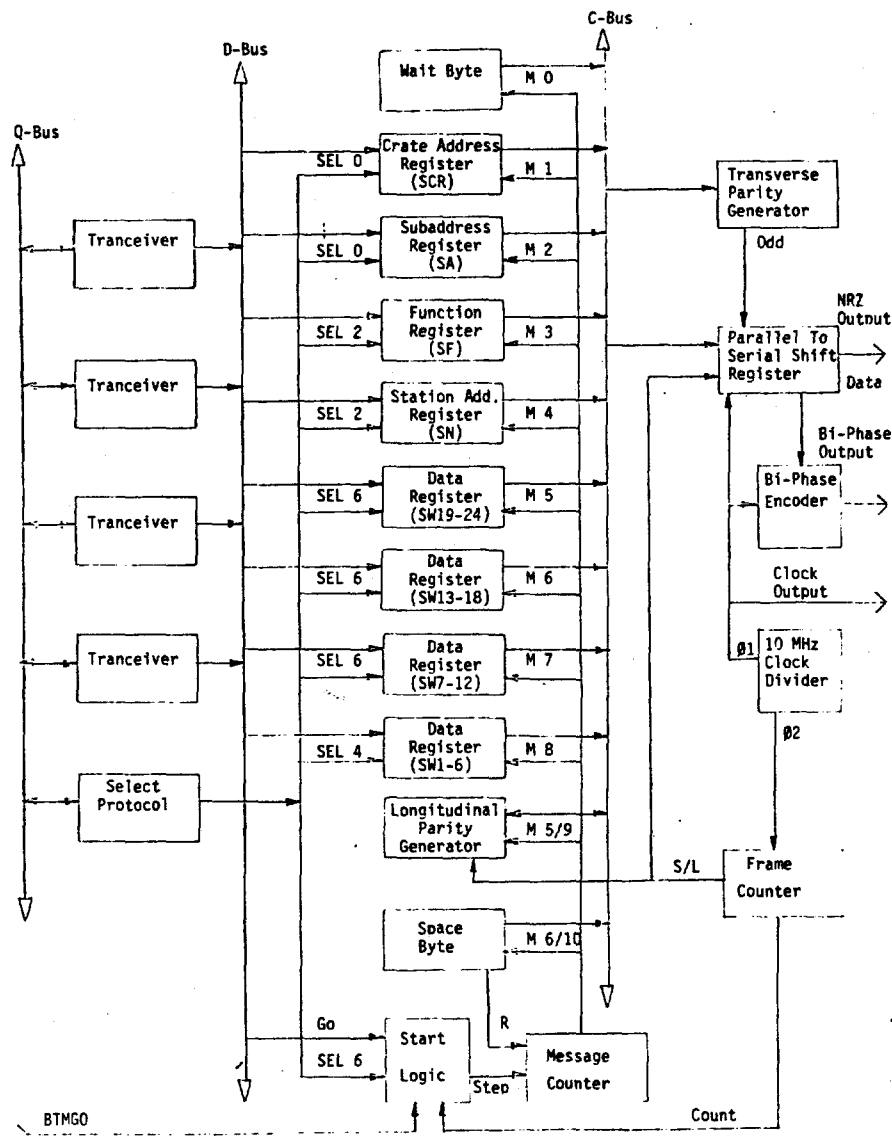 C-Bus
D-Bus
Q-Bus
Wait Byte
M 0
SEL 0
Crate Address
Register
(SCR)
M 1
Transverse
Parity
Generator
Odd
Tranceiver
SEL 0
Subaddress
Register
(SA)
M 2
SEL 2
Function
Register
(SF)
M 3
NRZ
Output
Parallel To
Serial Shift
Register
Data
Tranceiver
SEL 2
Station Add.
Register
(SN)
M 4
Bi-Phase
Output
Bi-Phase
Encoder
Tranceiver
SEL 6
Data
Register
(SW19-24)
M 5
SEL 6
Data
Register
(SW13-18)
M 6
Clock
Output
Tranceiver
SEL 6
Data
Register
(SW7-12)
M 7
Ø1
10 MHz
Clock
Divider
Ø2
SEL 4
Data
Register
(SW1-6)
M 8
Select
Protocol
Longitudinal
Parity
Generator
M 5/9
S/L
Frame
Counter
Space
Byte
M 6/10
R
Go
SEL 6
Start
Logic
Step
Message
Counter
BTMGO
Count